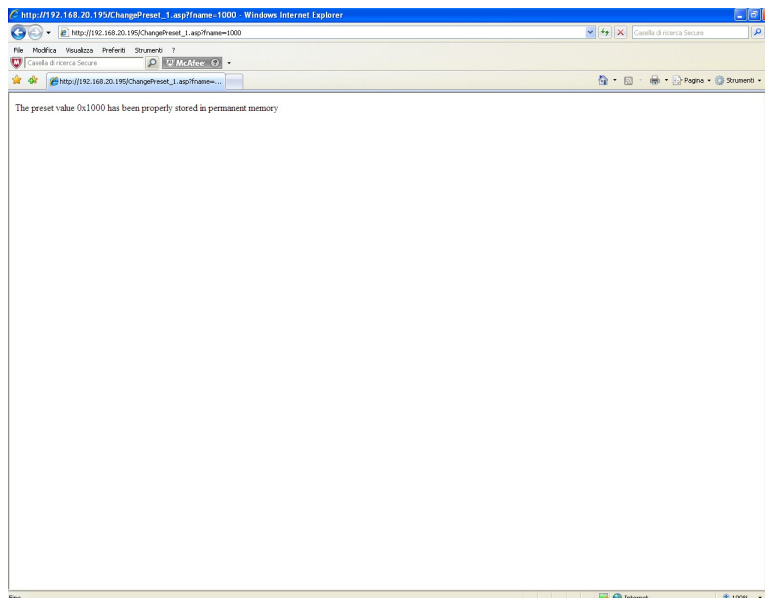 http://192.168.20.195/ChangePreset_1.asp?fname=1000 - Windows Internet Explorer
http://192.168.20.195/ChangePreset_1.asp?fname=1000
Casella di ricerca Secure
File Modifica Visualizza Preferiti Strumenti ?
Casella di ricerca Secure McAfee
http://192.168.20.195/ChangePreset_1.asp?fname=...
Pagina Strumenti
The preset value 0x1000 has been properly stored in permanent memory
Fine Internet 100%